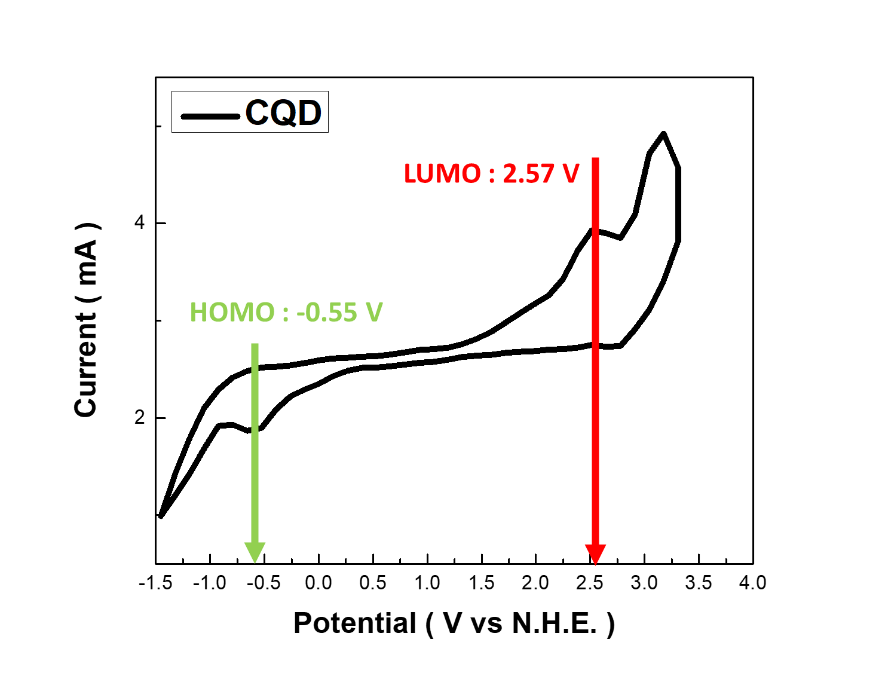 CQD
LUMO : 2.57 V
HOMO : -0.55 V
Current ( mA )
4
2
-1.5 -1.0 -0.5 0.0 0.5 1.0 1.5 2.0 2.5 3.0 3.5 4.0
Potential ( V vs N.H.E. )